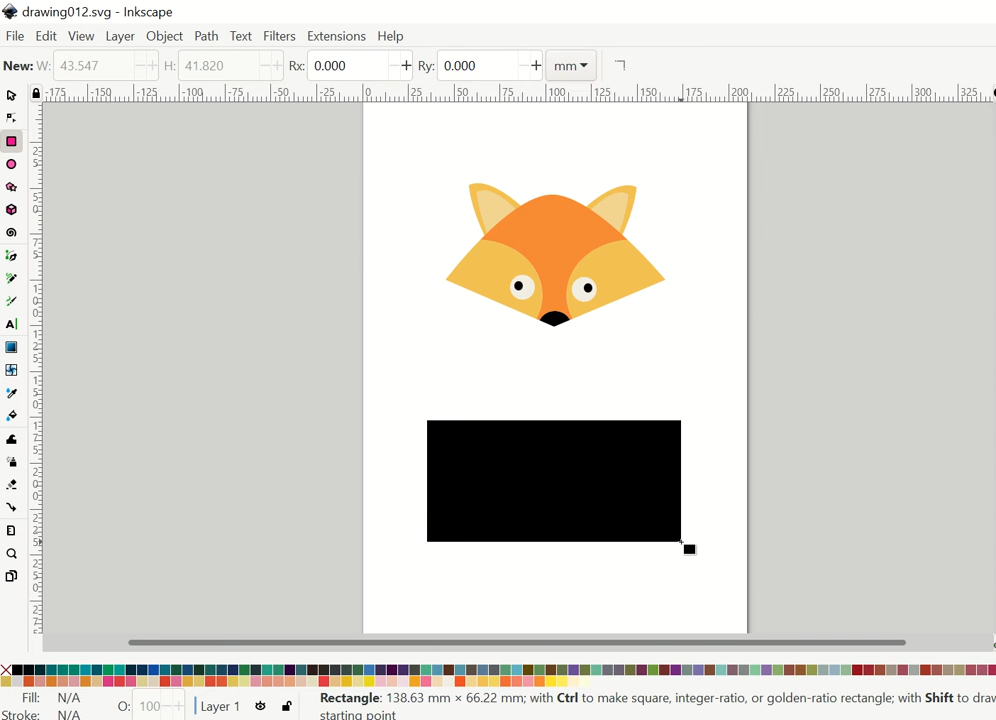 drawing012.svg - Inkscape
File Edit View Layer Object Path Text Filters Extensions Help
New: W: 43.547 H: 41.820 Rx: 0.000 Ry: 0.000 mm
-175 -150 -125 -100 -75 -50 -25 0 25 50 75 100 125 150 175 200 225 250 275 300 325
Fill: N/A O: 100 Layer 1 Rectangle: 138.63 mm × 66.22 mm; with Ctrl to make square, integer-ratio, or golden-ratio rectangle; with Shift to draw
Stroke: N/A starting point